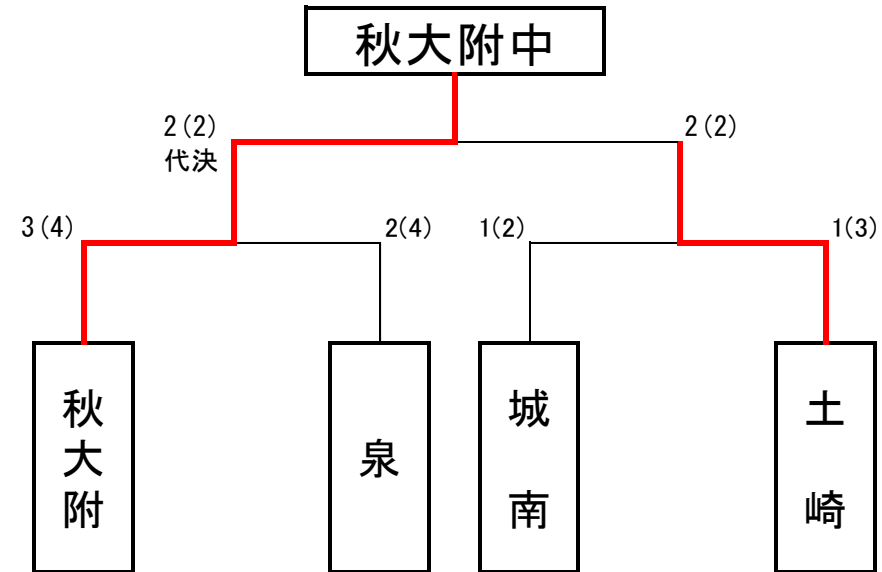 秋大附中
2(2)
代決
2(2)
3(4)
2(4)
1(2)
1(3)
秋大附
泉
城南
土崎